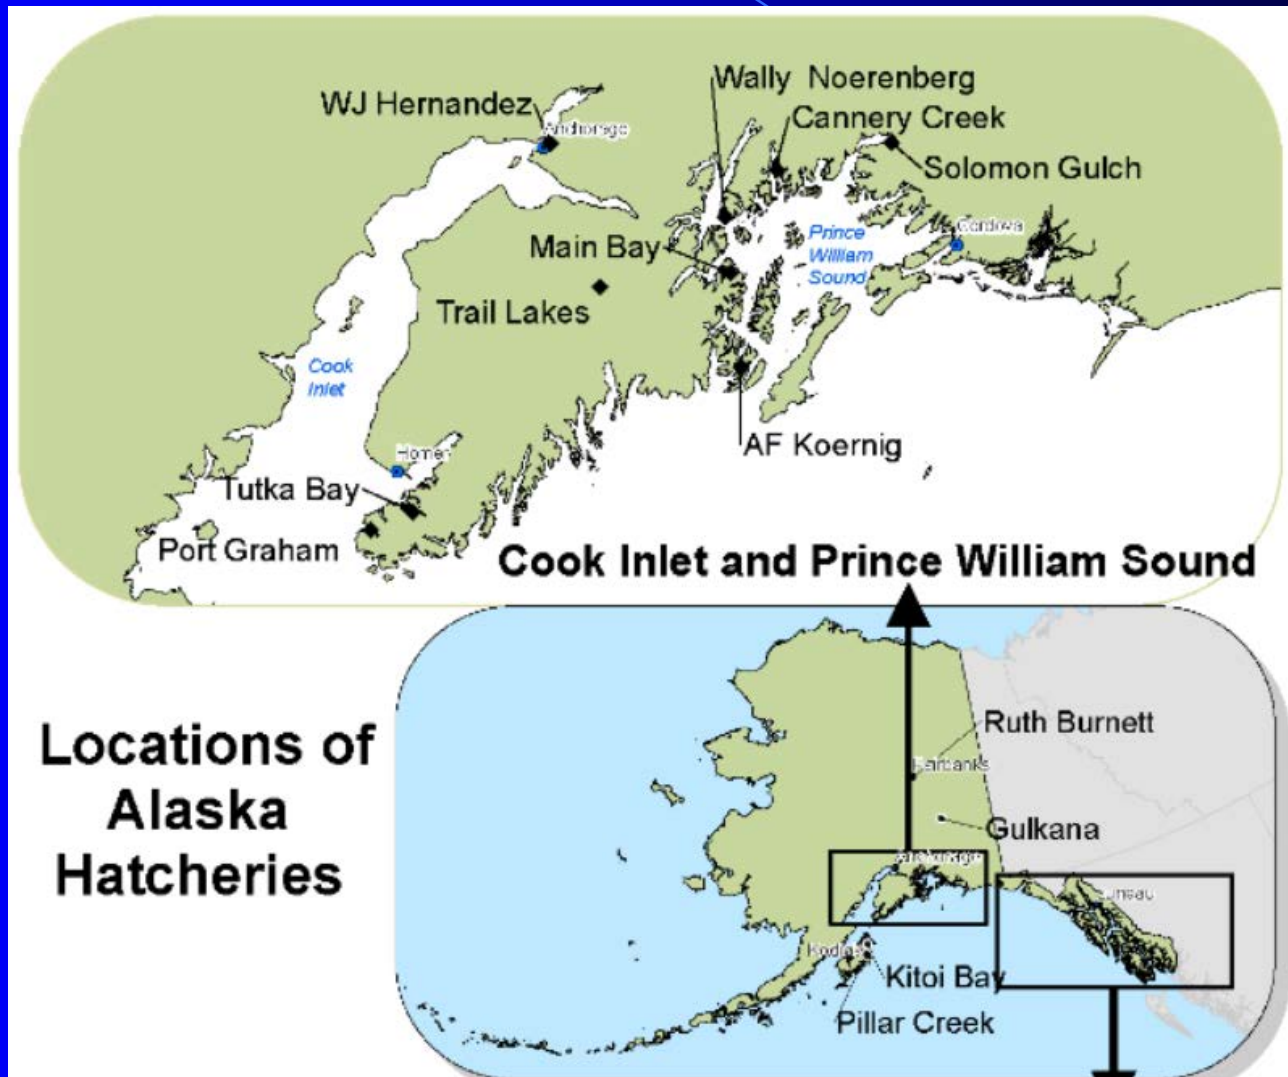 Wally Noerenberg
WJ Hernandez
Cannery Creek
Anchorage
Solomon Gulch
Cordova
Main Bay
Prince
William
Sound
Trail Lakes
Cook
Inlet
AF Koernig
Homer
Tutka Bay
Port Graham
Cook Inlet and Prince William Sound
Locations of
Alaska
Hatcheries
Ruth Burnett
Fairbanks
Gulkana
Kitoi Bay
Pillar Creek